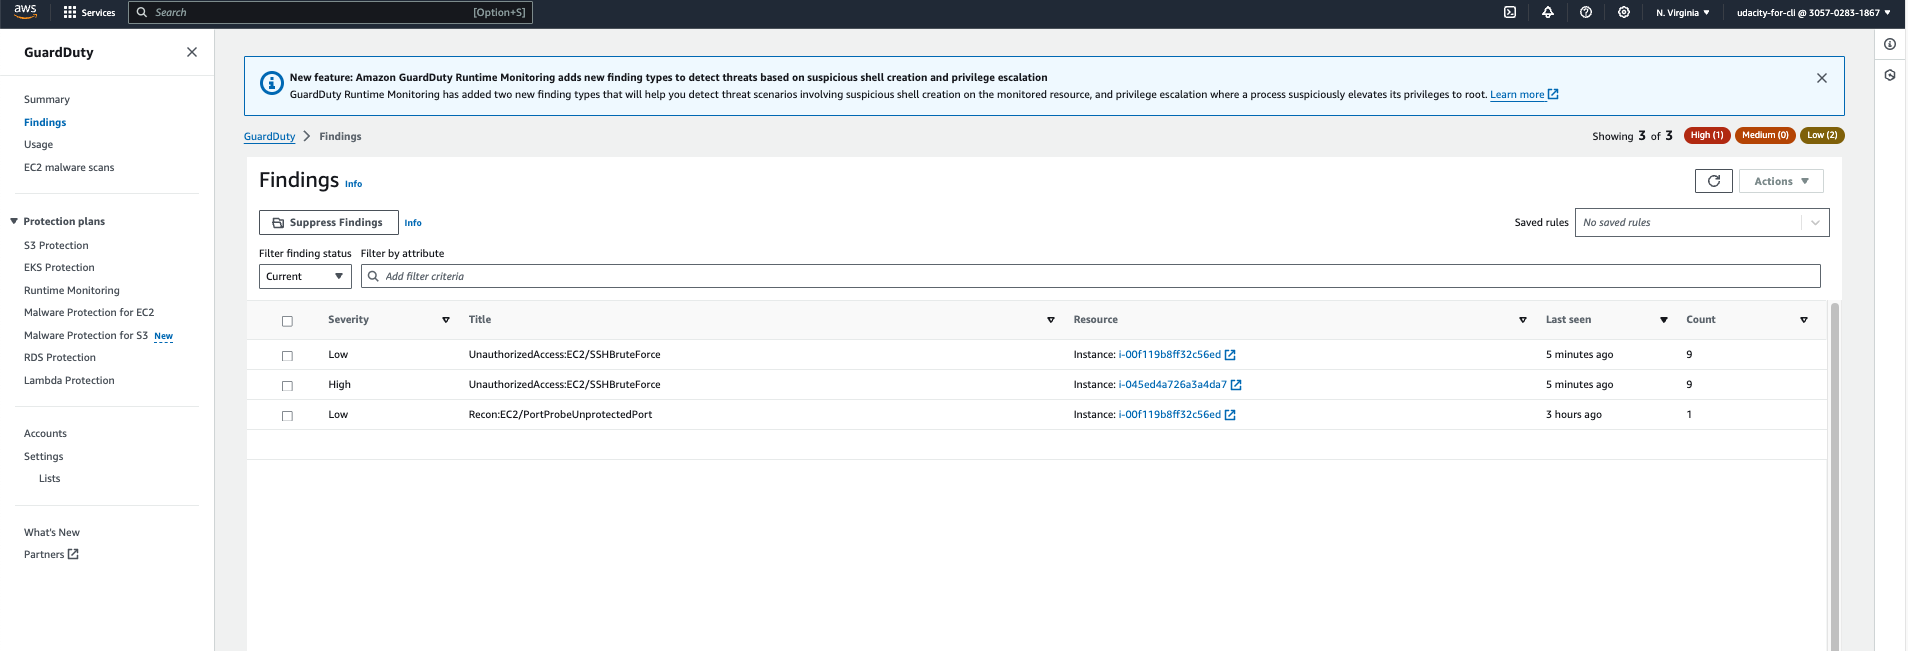 aws Services Search [Option+S] N. Virginia udacity-for-cli @ 3057-0283-1867
GuardDuty
Summary
Findings
Usage
EC2 malware scans
Protection plans
S3 Protection
EKS Protection
Runtime Monitoring
Malware Protection for EC2
Malware Protection for S3 New
RDS Protection
Lambda Protection
Accounts
Settings
Lists
What's New
Partners
New feature: Amazon GuardDuty Runtime Monitoring adds new finding types to detect threats based on suspicious shell creation and privilege escalation
GuardDuty Runtime Monitoring has added two new finding types that will help you detect threat scenarios involving suspicious shell creation on the monitored resource, and privilege escalation where a process suspiciously elevates its privileges to root. Learn more
GuardDuty Findings
Showing 3 of 3 High (1) Medium (0) Low (2)
Findings Info
Actions
Suppress Findings Info
Saved rules No saved rules
Filter finding status Filter by attribute
Current Add filter criteria
Severity Title Resource Last seen Count
Low UnauthorizedAccess:EC2/SSHBruteForce Instance: i-00f119b8ff32c56ed 5 minutes ago 9
High UnauthorizedAccess:EC2/SSHBruteForce Instance: i-045ed4a726a3a4da7 5 minutes ago 9
Low Recon:EC2/PortProbeUnprotectedPort Instance: i-00f119b8ff32c56ed 3 hours ago 1